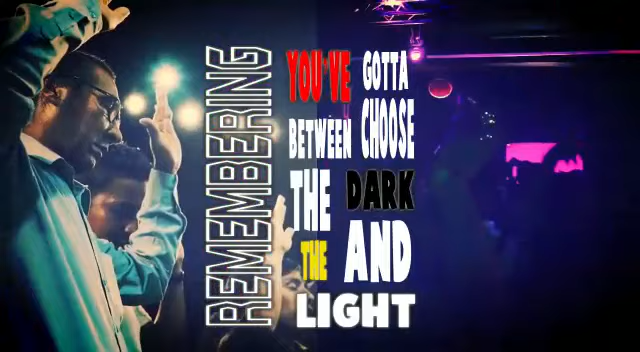 REMEMBERING
YOU'VE GOTTA
BETWEEN CHOOSE
THE DARK
THE AND
LIGHT